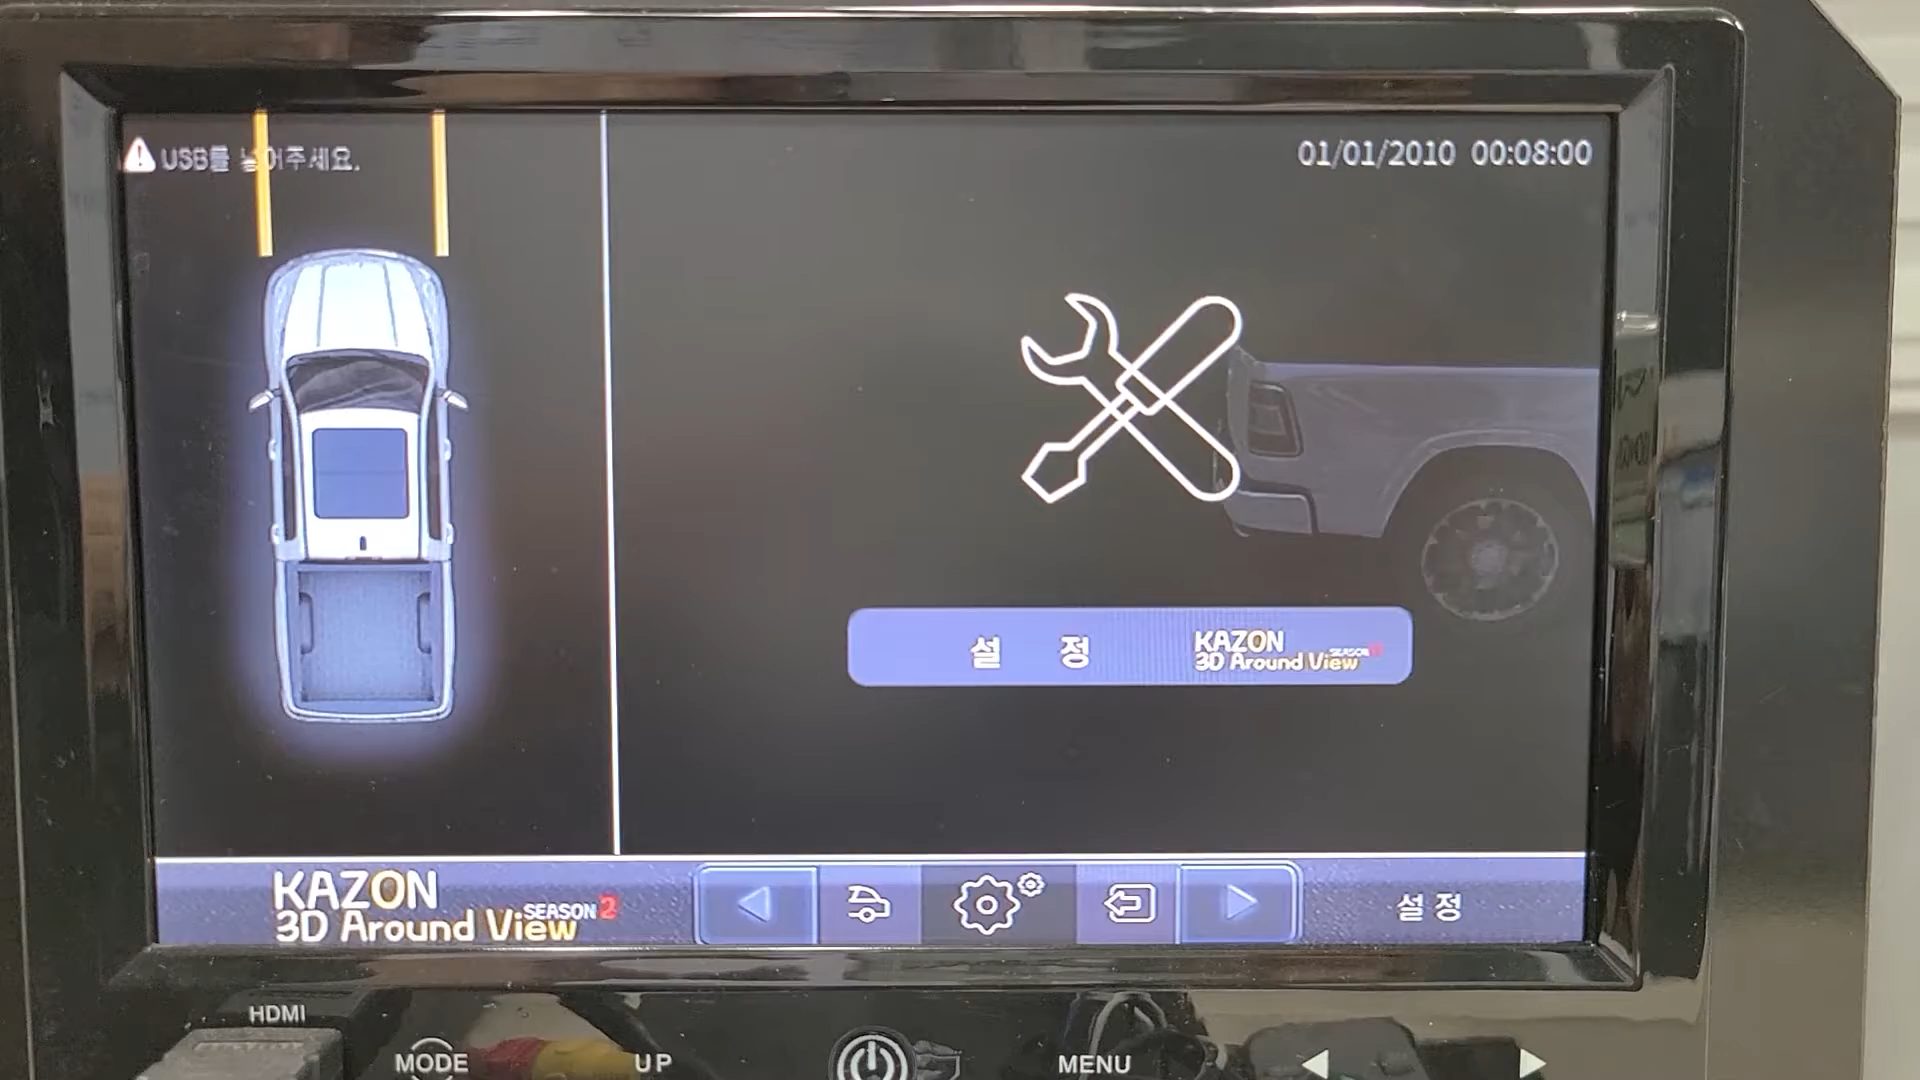 USB를 넣어주세요.
01/01/2010 00:08:00
설 정
KAZON
3D Around View
SEASON
KAZON
3D Around View
SEASON 2
설정
HDMI
MODE
UP
MENU